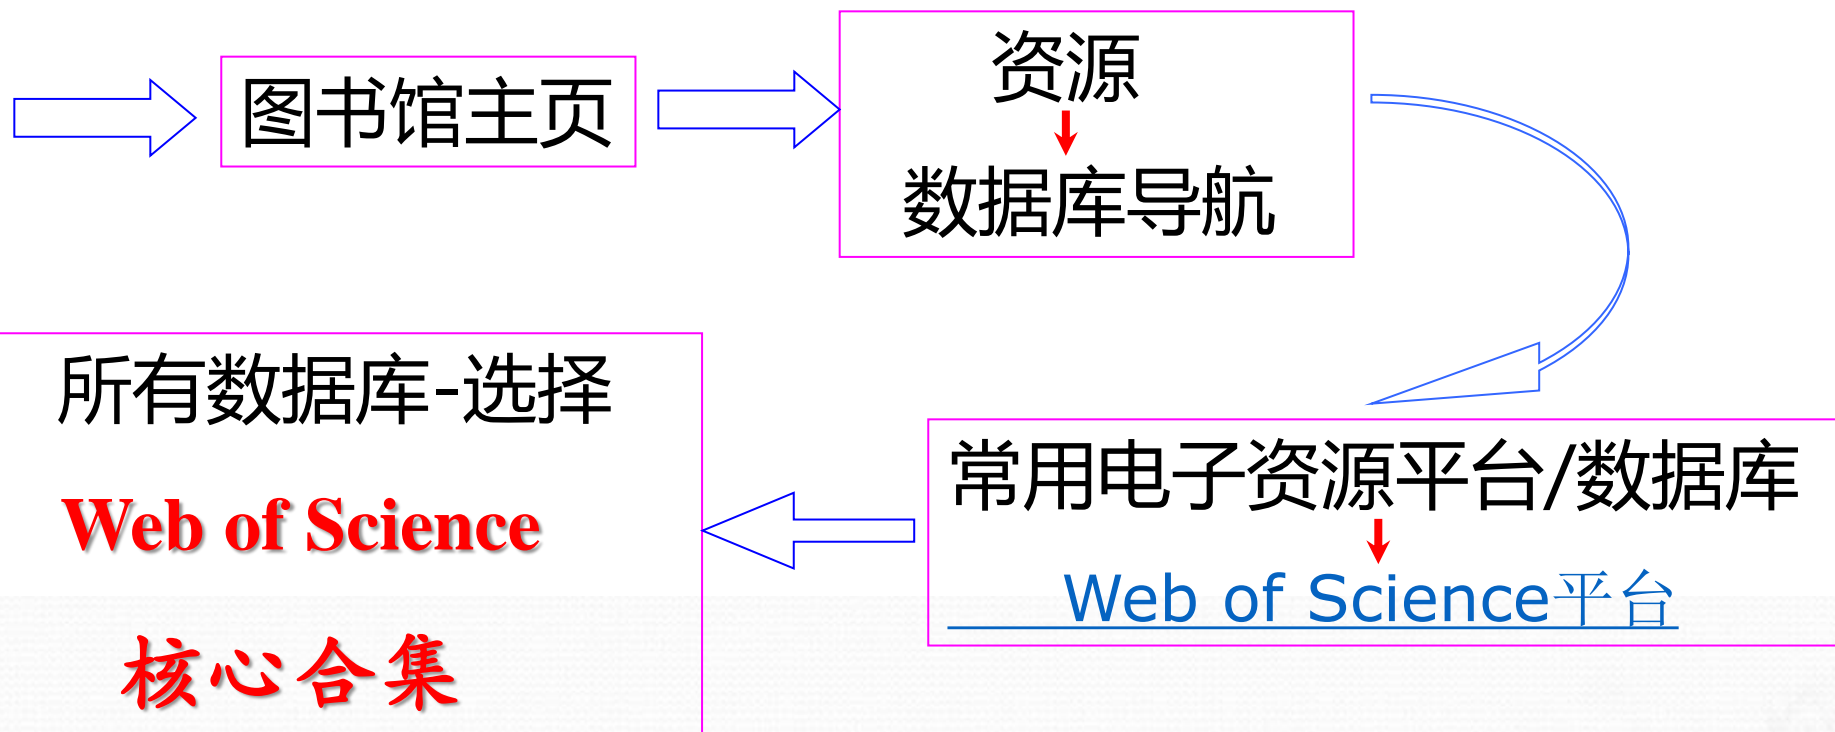 图书馆主页
资源
数据库导航
常用电子资源平台/数据库
Web of Science平台
所有数据库-选择
Web of Science
核心合集